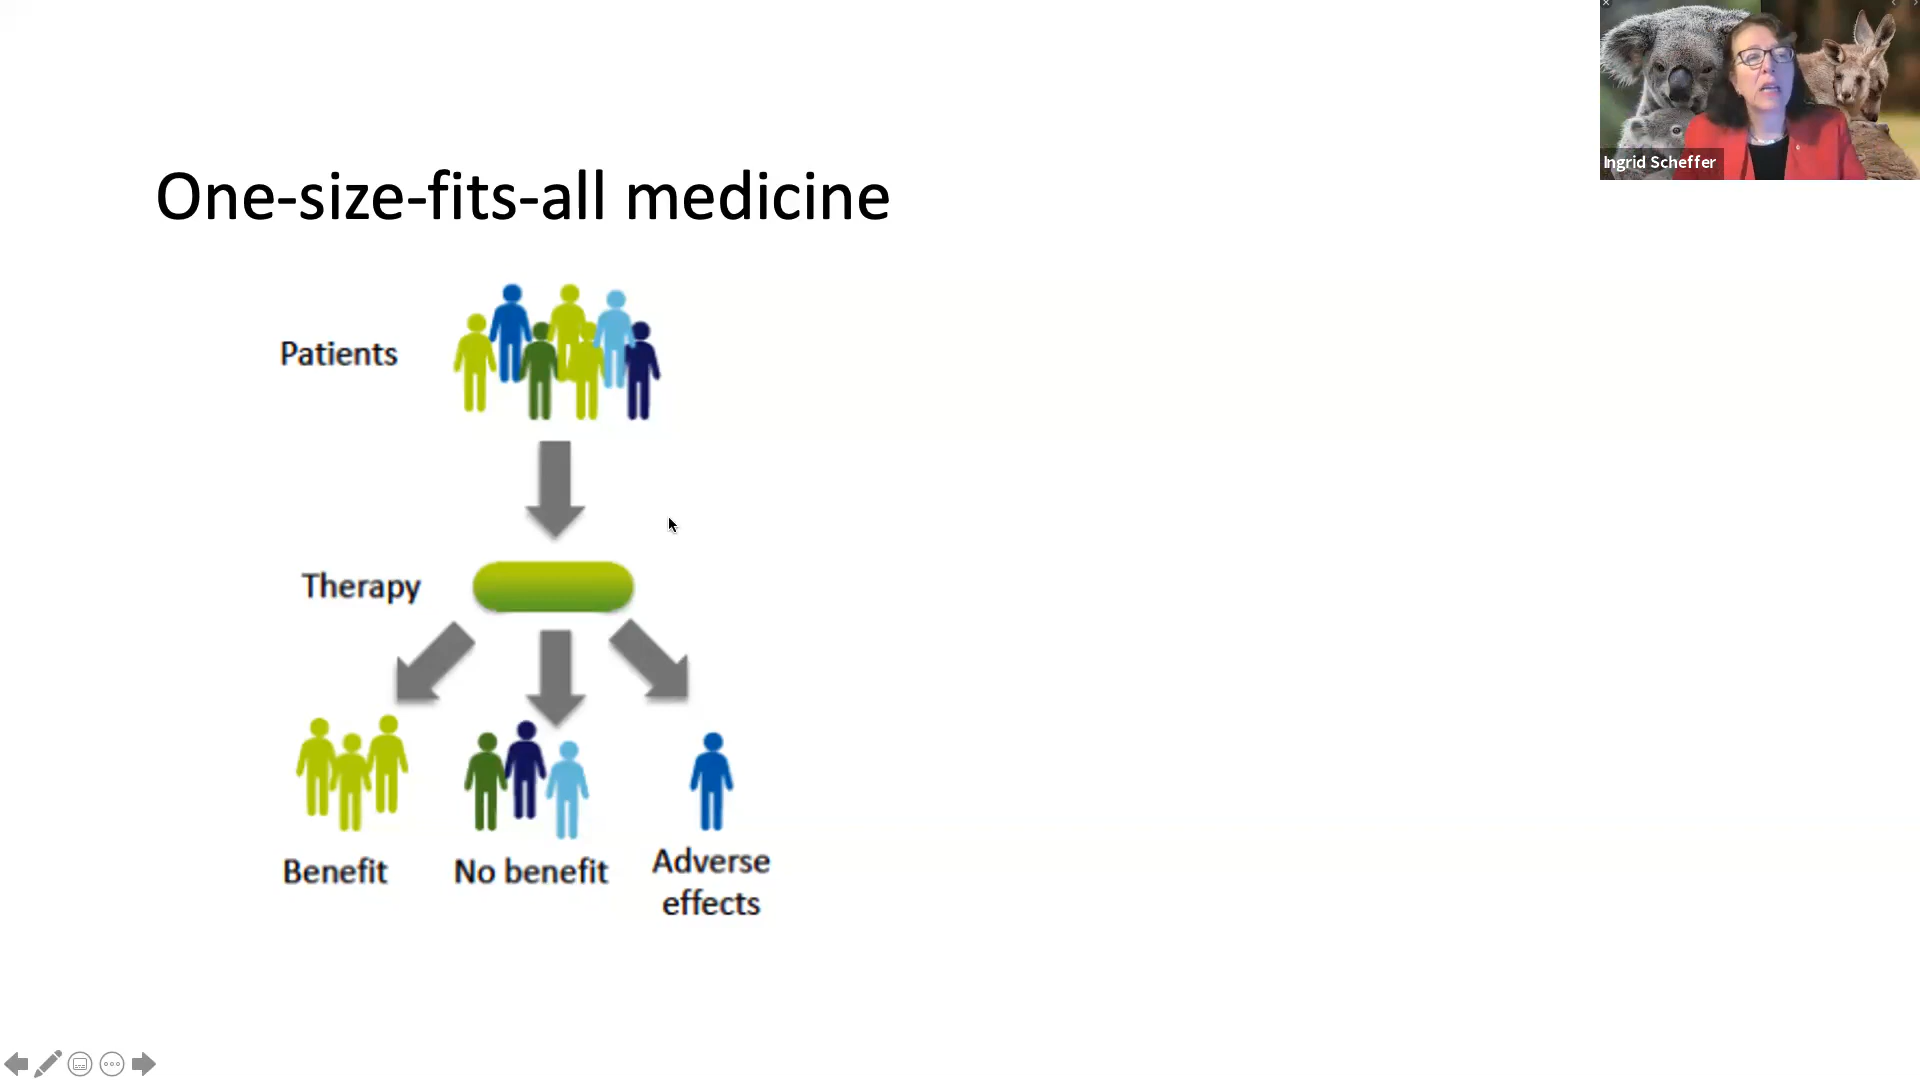 Ingrid Scheffer
One-size-fits-all medicine
Patients
Therapy
Benefit
No benefit
Adverse
effects